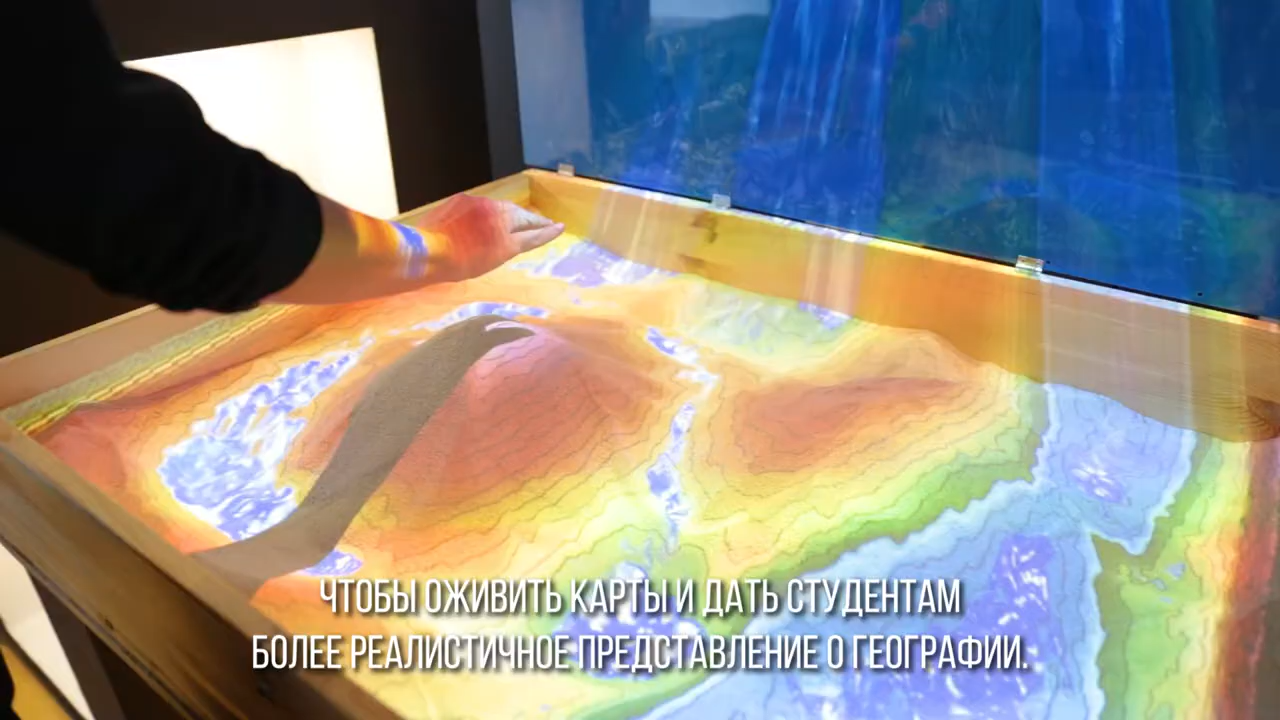 ЧТОБЫ ОЖИВИТЬ КАРТЫ И ДАТЬ СТУДЕНТАМ
БОЛЕЕ РЕАЛИСТИЧНОЕ ПРЕДСТАВЛЕНИЕ О ГЕОГРАФИИ.